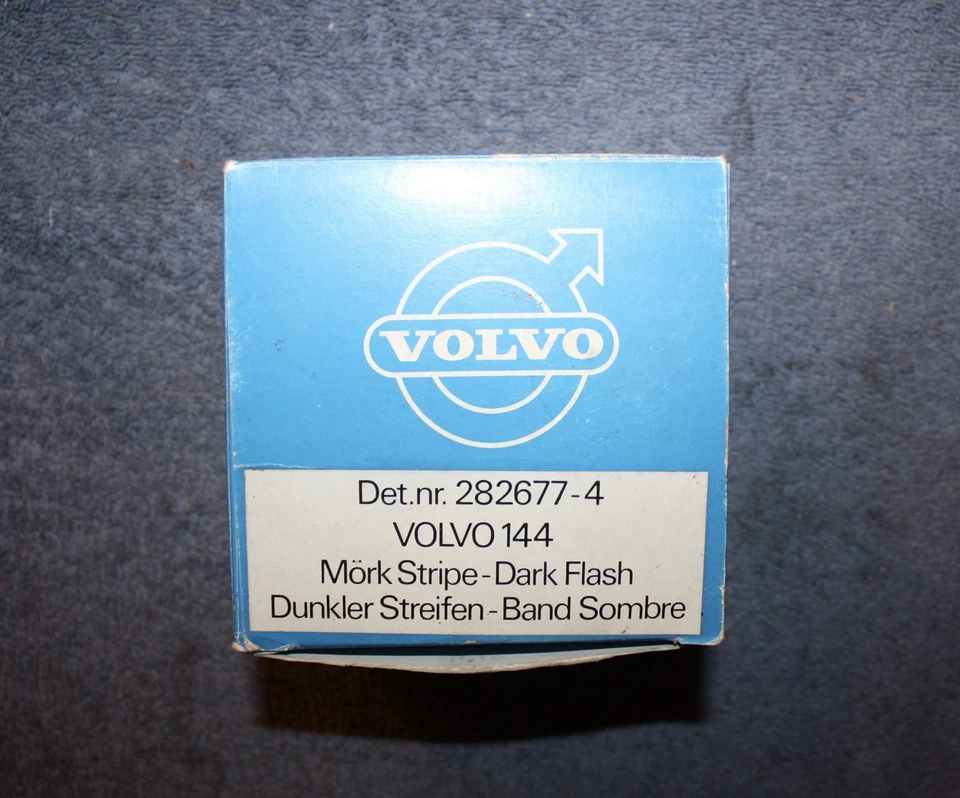 VOLVO
Det.nr. 282677-4
VOLVO 144
Mörk Stripe-Dark Flash
Dunkler Streifen-Band Sombre